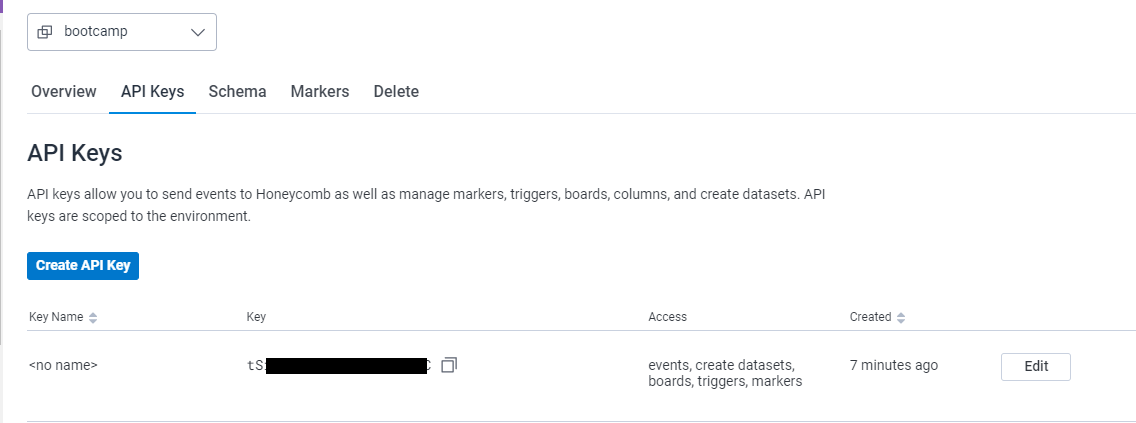 bootcamp
Overview API Keys Schema Markers Delete
API Keys
API keys allow you to send events to Honeycomb as well as manage markers, triggers, boards, columns, and create datasets. API
keys are scoped to the environment.
Create API Key
Key Name Key Access Created
<no name> tS events, create datasets, 7 minutes ago Edit
boards, triggers, markers